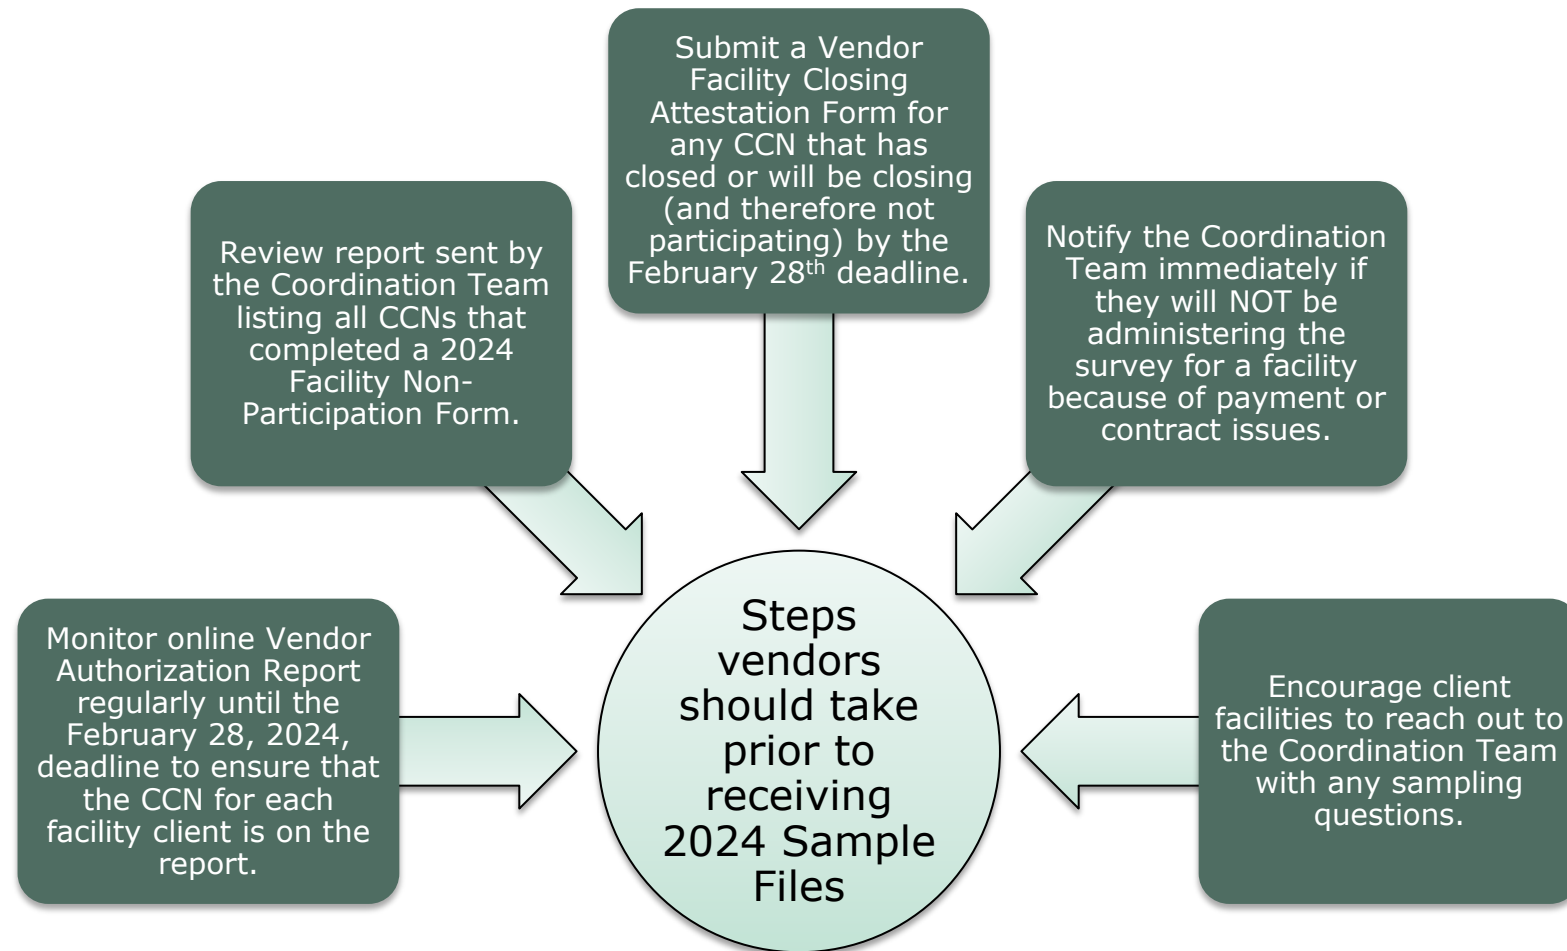 Submit a Vendor
Facility Closing
Attestation Form for
any CCN that has
closed or will be closing
(and therefore not
participating) by the
February 28th deadline.
Review report sent by
the Coordination Team
listing all CCNs that
completed a 2024
Facility Non-
Participation Form.
Notify the Coordination
Team immediately if
they will NOT be
administering the
survey for a facility
because of payment or
contract issues.
Monitor online Vendor
Authorization Report
regularly until the
February 28, 2024,
deadline to ensure that
the CCN for each
facility client is on the
report.
Steps
vendors
should take
prior to
receiving
2024 Sample
Files
Encourage client
facilities to reach out to
the Coordination Team
with any sampling
questions.